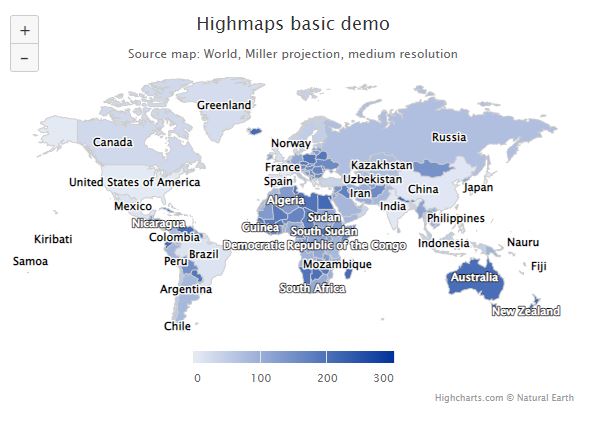 +
Highmaps basic demo
−
Source map: World, Miller projection, medium resolution
Greenland
Norway
Russia
Canada
France
Kazakhstan
Spain
Uzbekistan
United States of America
China
Japan
Iran
Mexico
Algeria
India
Nicaragua
Sudan
Philippines
Guinea
South Sudan
Kiribati
Colombia
Democratic Republic of the Congo
Indonesia
Nauru
Samoa
Peru
Brazil
Mozambique
Fiji
Australia
Argentina
South Africa
New Zealand
Chile
0 100 200 300
Highcharts.com © Natural Earth